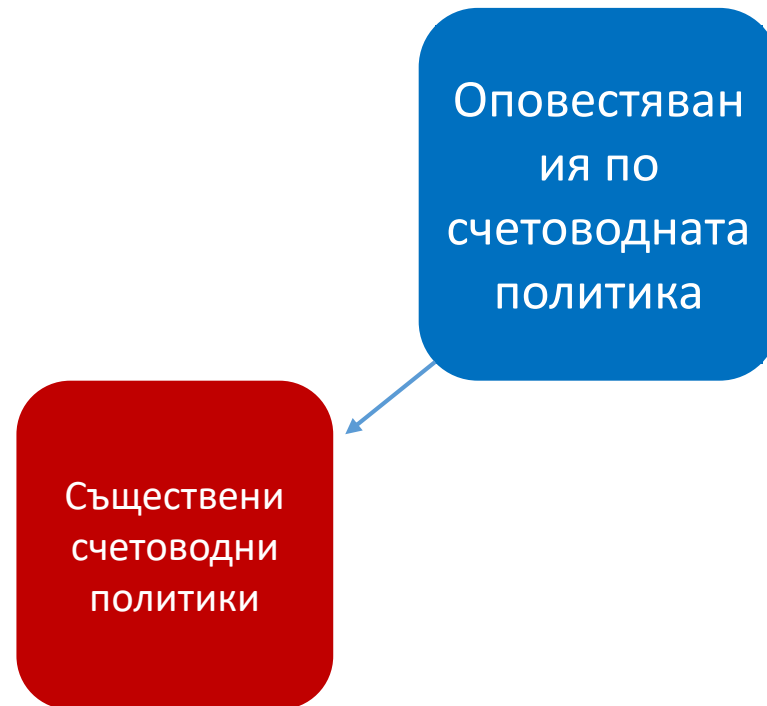 Оповестяван
ия по
счетоводната
политика
Съществени
счетоводни
политики